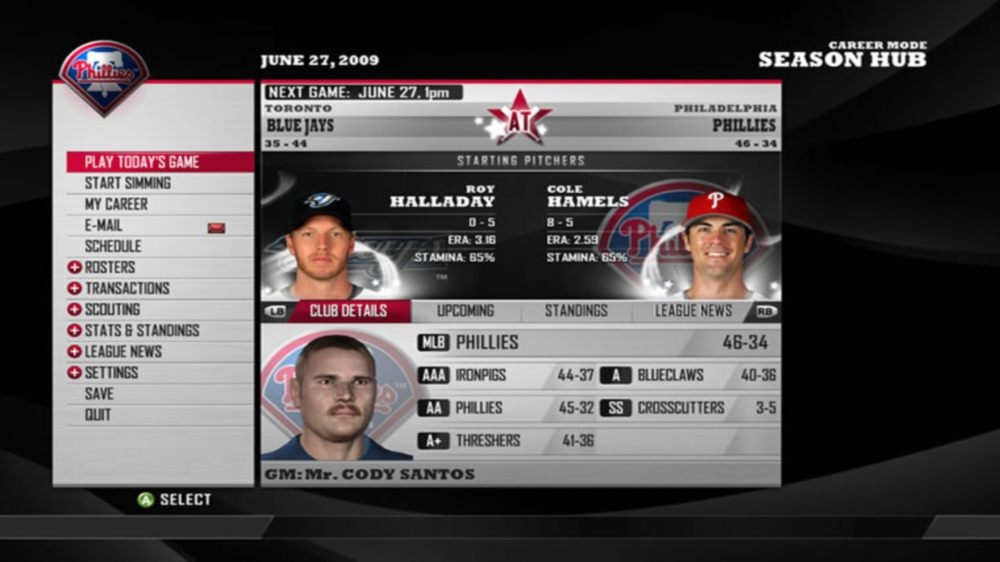 Phillies
JUNE 27, 2009
CAREER MODE
SEASON HUB
NEXT GAME: JUNE 27, 1pm
TORONTO
BLUE JAYS
35 - 44
AT
PHILADELPHIA
PHILLIES
46 - 34
STARTING PITCHERS
ROY
HALLADAY
0 - 5
ERA: 3.16
STAMINA: 65%
COLE
HAMELS
8 - 5
ERA: 2.59
STAMINA: 65%
P
TM
PLAY TODAY'S GAME
START SIMMING
MY CAREER
E-MAIL
SCHEDULE
ROSTERS
TRANSACTIONS
SCOUTING
STATS & STANDINGS
LEAGUE NEWS
SETTINGS
SAVE
QUIT
LB CLUB DETAILS UPCOMING STANDINGS LEAGUE NEWS RB
MLB PHILLIES 46-34
AAA IRONPIGS 44-37 A BLUECLAWS 40-36
AA PHILLIES 45-32 SS CROSSCUTTERS 3-5
A+ THRESHERS 41-36
GM: Mr. CODY SANTOS
A SELECT